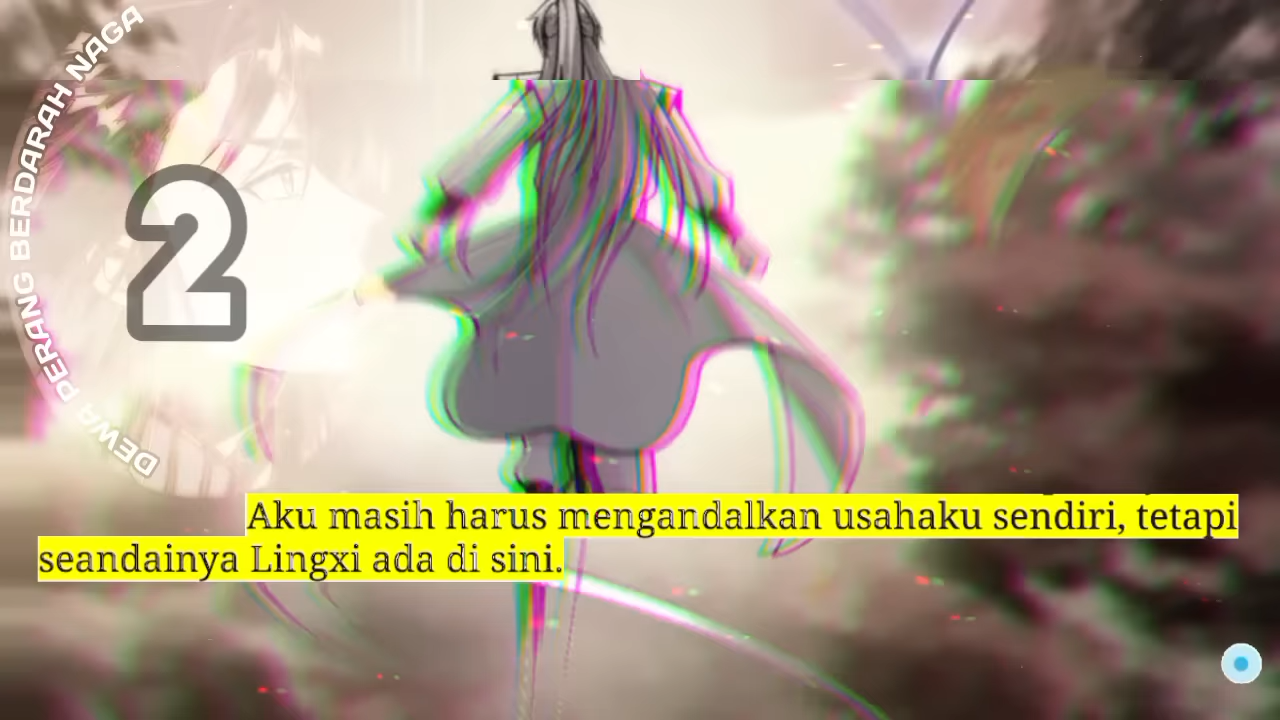 DEWA PERANG BERDARAH NAGA
2
Aku masih harus mengandalkan usahaku sendiri, tetapi
seandainya Lingxi ada di sini.